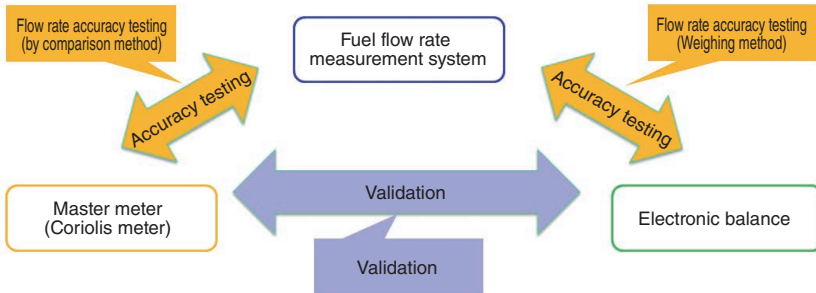 Flow rate accuracy testing
(by comparison method)
Fuel flow rate
measurement system
Flow rate accuracy testing
(Weighing method)
Accuracy testing
Accuracy testing
Validation
Master meter
(Coriolis meter)
Electronic balance
Validation